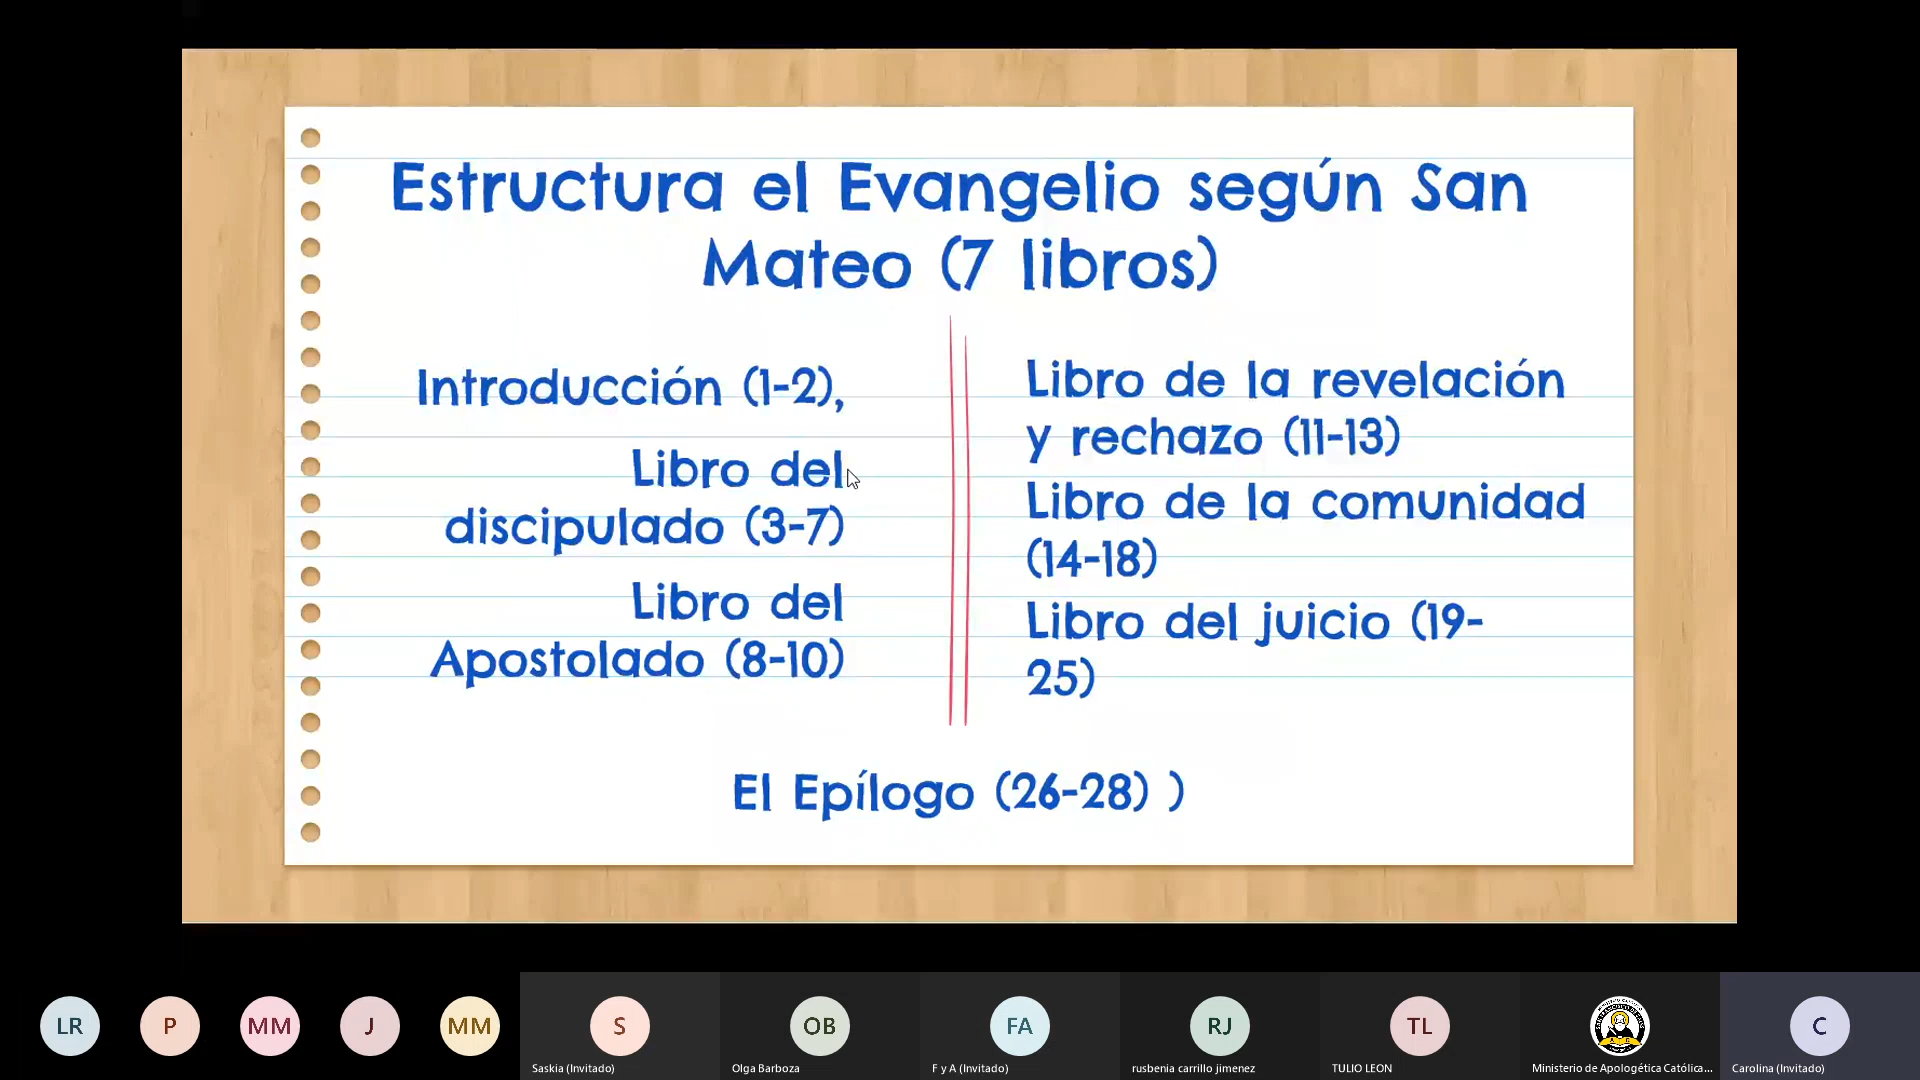 Estructura el Evangelio según San
Mateo (7 libros)
Introducción (1-2),
Libro del
discipulado (3-7)
Libro del
Apostolado (8-10)
Libro de la revelación
y rechazo (11-13)
Libro de la comunidad
(14-18)
Libro del juicio (19-
25)
El Epílogo (26-28) )
LR
P
MM
J
MM
S
OB
FA
RJ
TL
C
Saskia (Invitado)
Olga Barboza
F y A (Invitado)
rusbenia carrillo jimenez
TULIO LEON
Ministerio de Apologética Católica...
Carolina (Invitado)